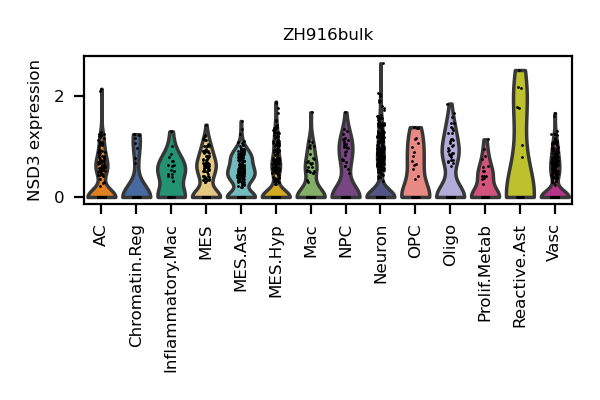 ZH916bulk
NSD3 expression
2
0
AC
Chromatin.Reg
Inflammatory.Mac
MES
MES.Ast
MES.Hyp
Mac
NPC
Neuron
OPC
Oligo
Prolif.Metab
Reactive.Ast
Vasc